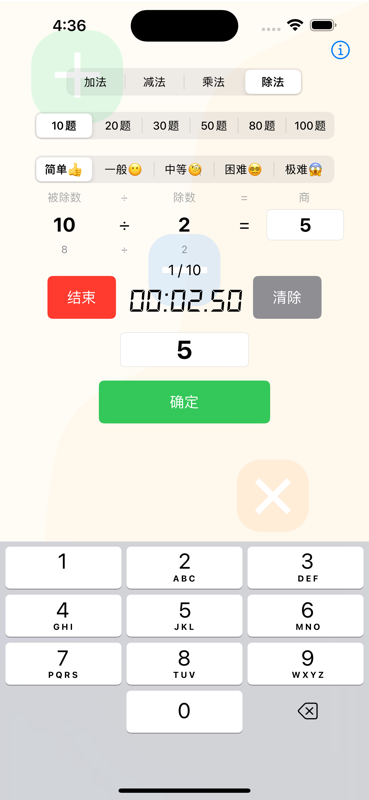 4:36
加法 减法 乘法 除法
10题 20题 30题 50题 80题 100题
简单👍 一般😶 中等🧐 困难😵‍💫 极难😱
被除数 ÷ 除数 = 商
10 ÷ 2 = 5
8 ÷ 2
1/10
结束 00:02.50 清除
5
确定
1 2 ABC 3 DEF
4 GHI 5 JKL 6 MNO
7 PQRS 8 TUV 9 WXYZ
0